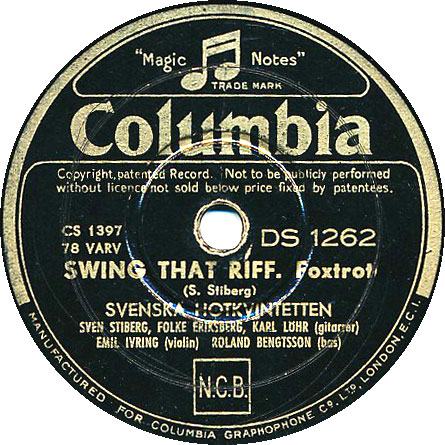 "Magic Notes"
TRADE MARK
Columbia
Copyright, patented Record. Not to be publicly performed
without licence, not sold below price fixed by patentees.
CS 1397
78 VARV
DS 1262
SWING THAT RIFF. Foxtrot
(S. Stiberg)
SVENSKA HOTKVINTETTEN
SVEN STIBERG, FOLKE ERIKSBERG, KARL LÖHR (gitarrer)
EMIL IVRING (violin) ROLAND BENGTSSON (bas)
N.C.B.
MANUFACTURED FOR COLUMBIA GRAPHOPHONE CO. LTD., LONDON, E.C.1.